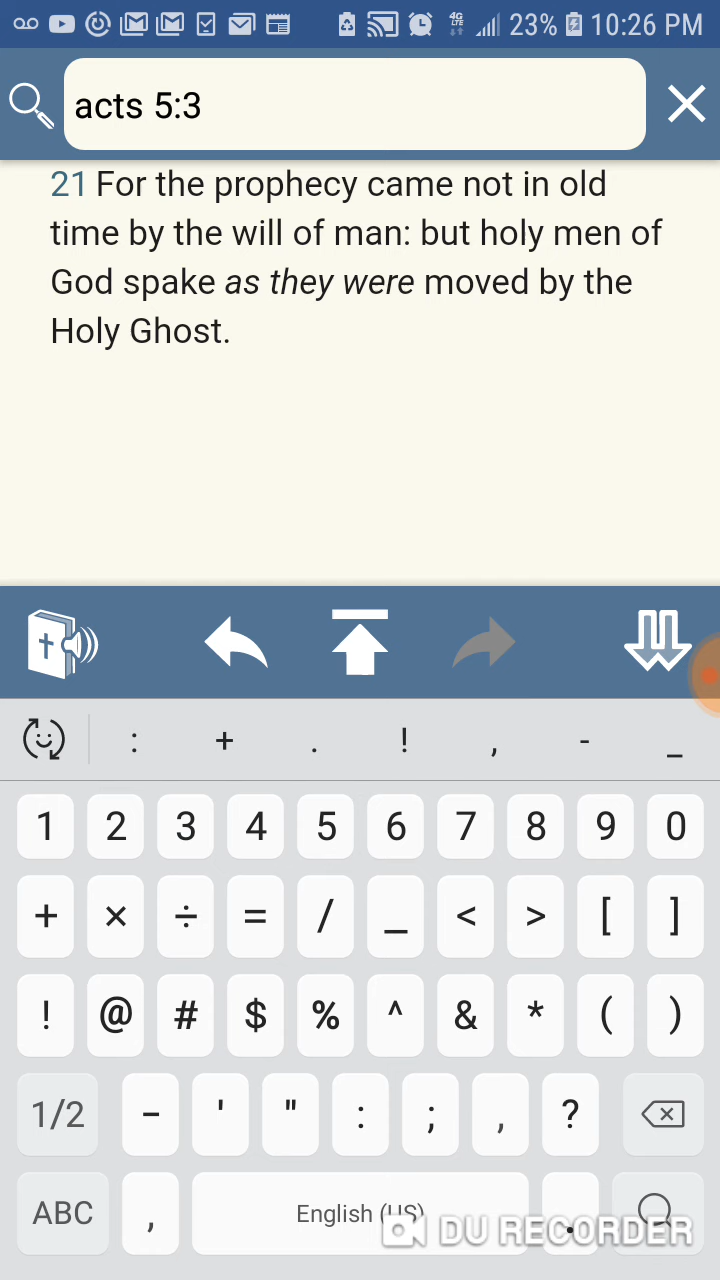 4G LTE 23% 10:26 PM
acts 5:3
21 For the prophecy came not in old
time by the will of man: but holy men of
God spake as they were moved by the
Holy Ghost.
: + . ! , - _
1 2 3 4 5 6 7 8 9 0
+ × ÷ = / _ < > [ ]
! @ # $ % ^ & * ( )
1/2 - ' " : ; , ?
ABC , English (US) .
DU RECORDER